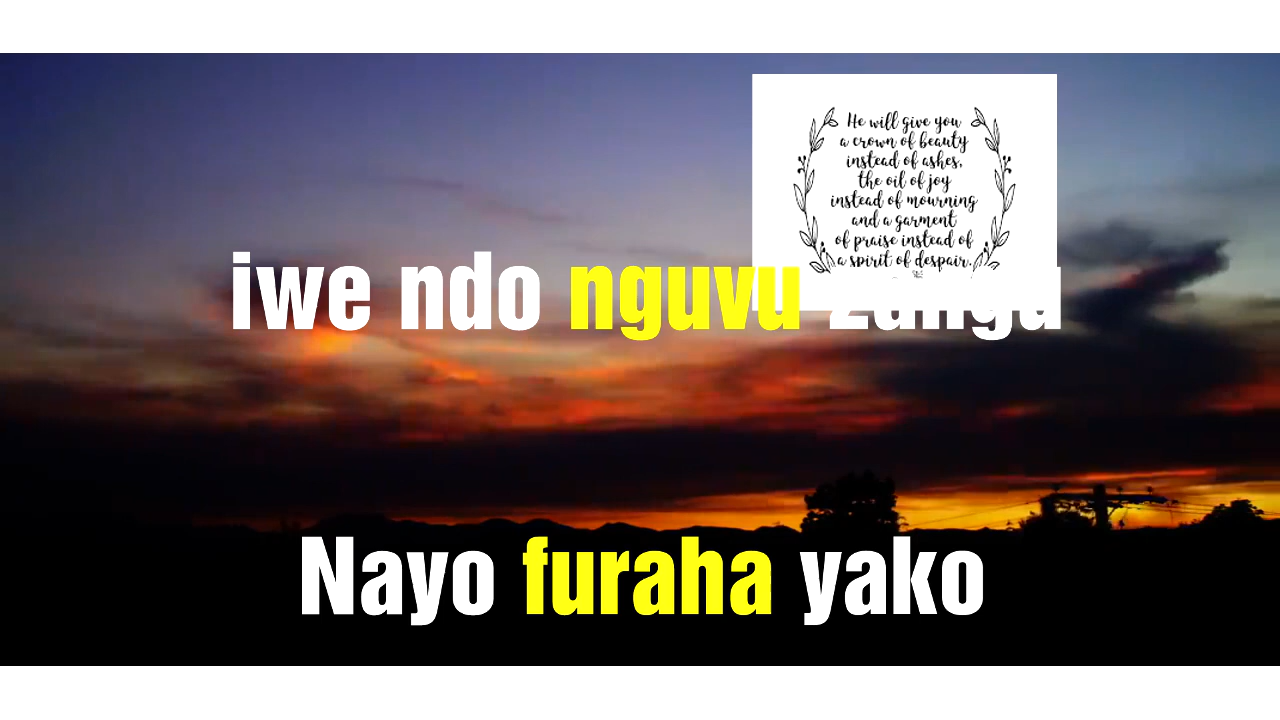 He will give you
a crown of beauty
instead of ashes,
the oil of joy
instead of mourning
and a garment
of praise instead of
a spirit of despair.
iwe ndo nguvu zangu
Nayo furaha yako